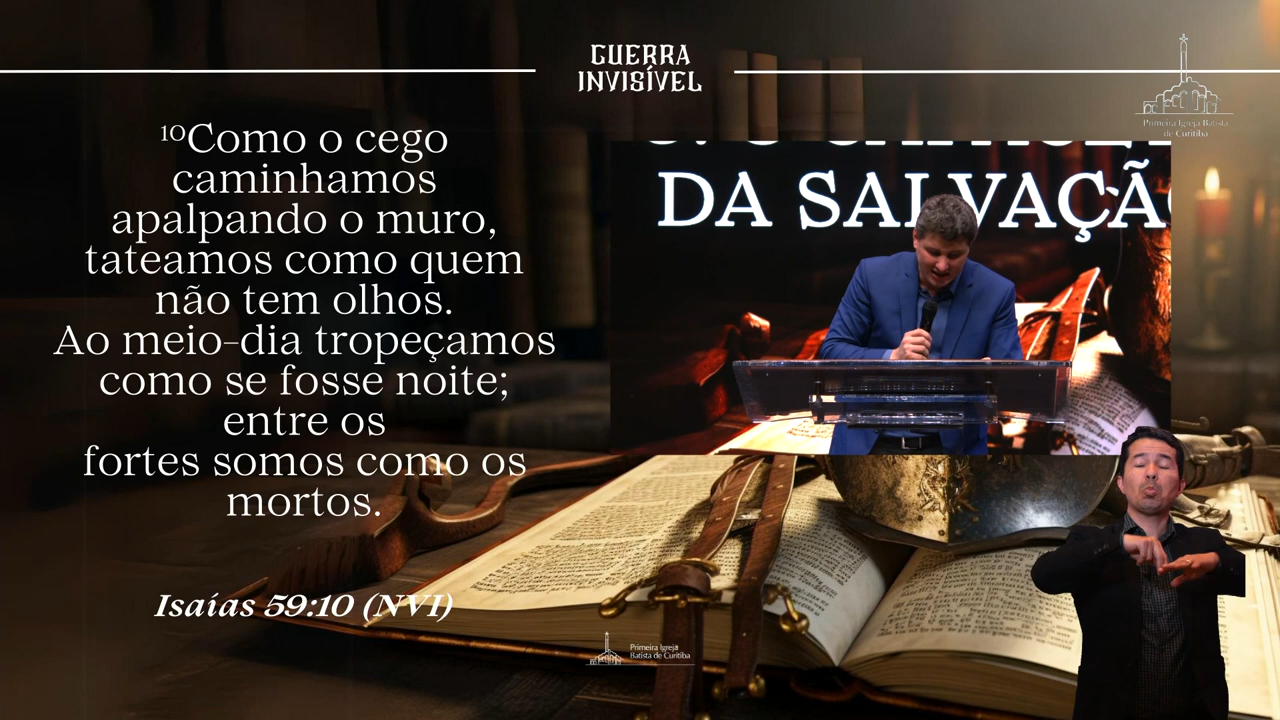 GUERRA
INVISÍVEL
Primeira Igreja Batista
de Curitiba
¹⁰Como o cego
caminhamos
apalpando o muro,
tateamos como quem
não tem olhos.
Ao meio-dia tropeçamos
como se fosse noite;
entre os
fortes somos como os
mortos.
Isaías 59:10 (NVI)
DA SALVAÇÃ
Primeira Igreja
Batista de Curitiba